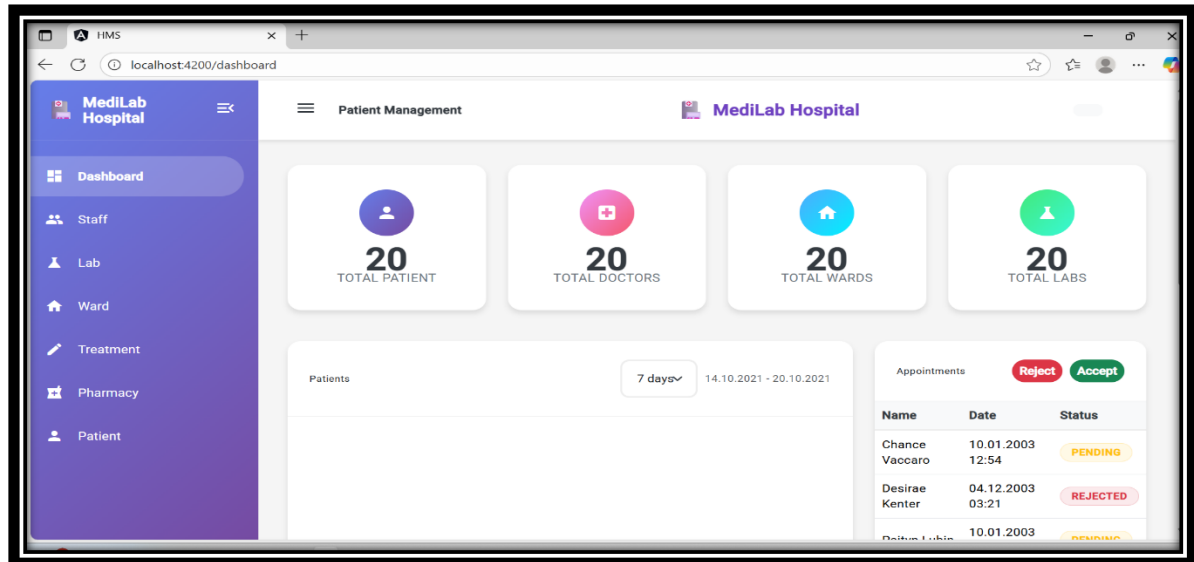 HMS
localhost:4200/dashboard
MediLab
Hospital
Patient Management
MediLab Hospital
Dashboard
Staff
Lab
Ward
Treatment
Pharmacy
Patient
20
TOTAL PATIENT
20
TOTAL DOCTORS
20
TOTAL WARDS
20
TOTAL LABS
Patients
7 days
14.10.2021 - 20.10.2021
Appointments
Reject
Accept
Name Date Status
Chance 10.01.2003
Vaccaro 12:54
PENDING
Desirae 04.12.2003
Kenter 03:21
REJECTED
10.01.2003
PENDING